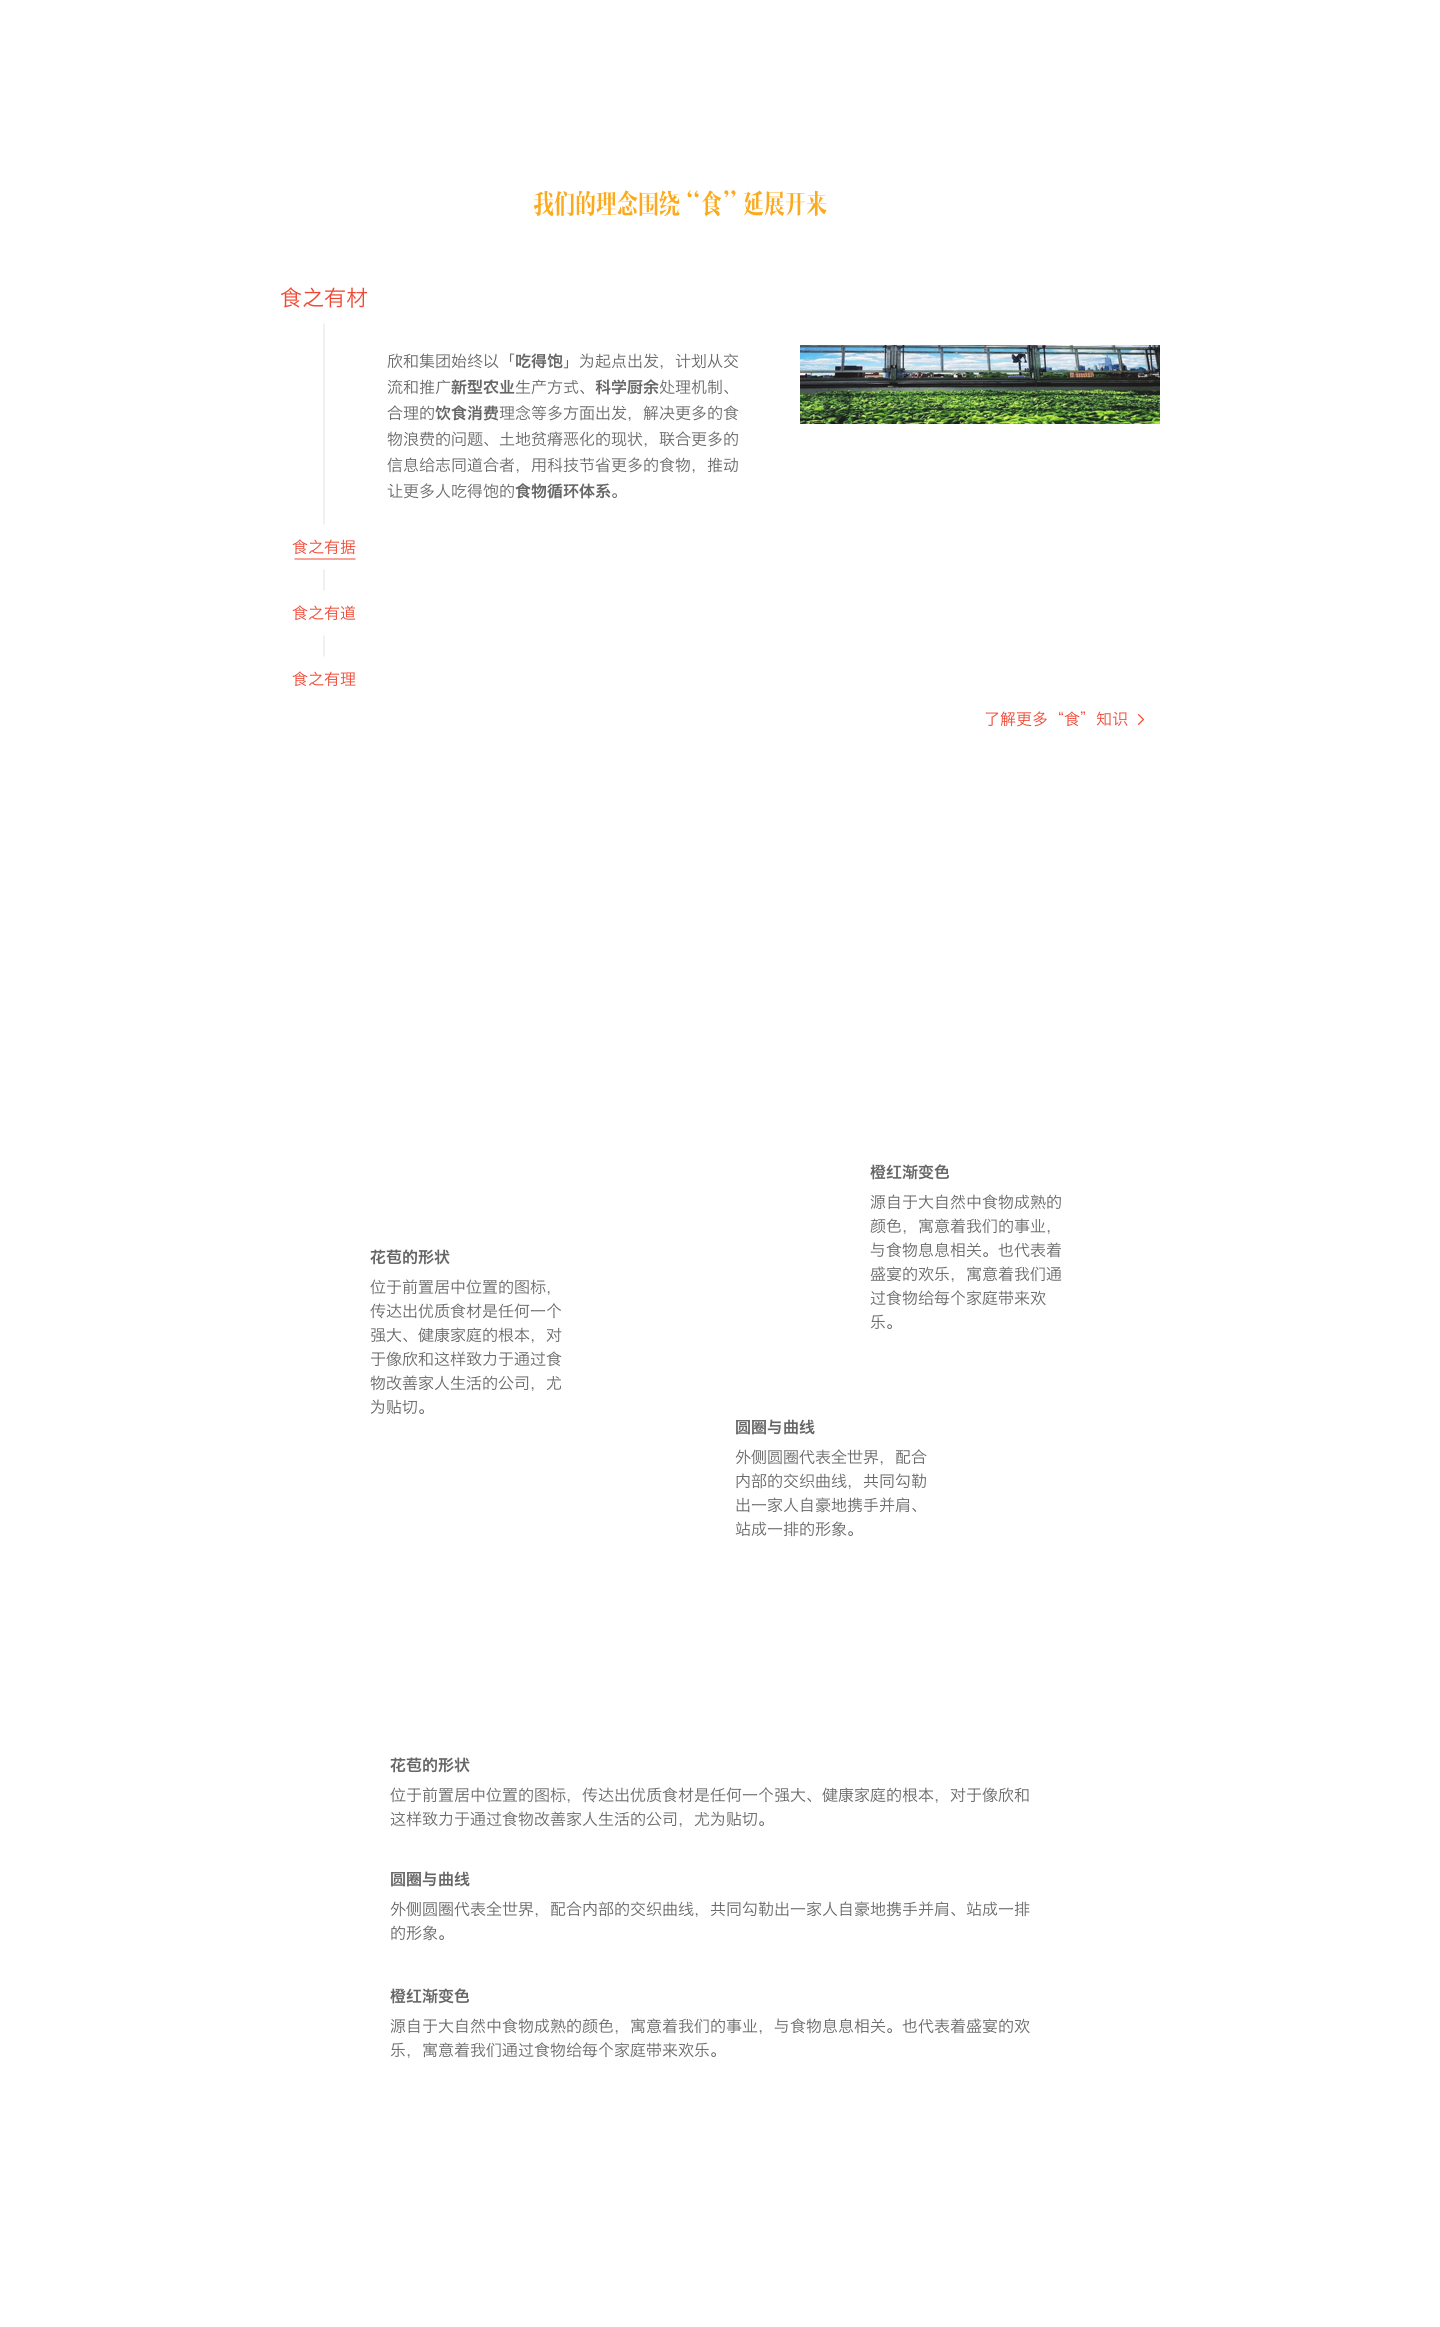 我们的理念围绕“食”延展开来
食之有材
欣和集团始终以「吃得饱」为起点出发，计划从交
流和推广新型农业生产方式、科学厨余处理机制、
合理的饮食消费理念等多方面出发，解决更多的食
物浪费的问题、土地贫瘠恶化的现状，联合更多的
信息给志同道合者，用科技节省更多的食物，推动
让更多人吃得饱的食物循环体系。
食之有据
食之有道
食之有理
了解更多“食”知识
橙红渐变色
源自于大自然中食物成熟的
颜色，寓意着我们的事业，
与食物息息相关。也代表着
盛宴的欢乐，寓意着我们通
过食物给每个家庭带来欢
乐。
花苞的形状
位于前置居中位置的图标，
传达出优质食材是任何一个
强大、健康家庭的根本，对
于像欣和这样致力于通过食
物改善家人生活的公司，尤
为贴切。
圆圈与曲线
外侧圆圈代表全世界，配合
内部的交织曲线，共同勾勒
出一家人自豪地携手并肩、
站成一排的形象。
花苞的形状
位于前置居中位置的图标，传达出优质食材是任何一个强大、健康家庭的根本，对于像欣和
这样致力于通过食物改善家人生活的公司，尤为贴切。
圆圈与曲线
外侧圆圈代表全世界，配合内部的交织曲线，共同勾勒出一家人自豪地携手并肩、站成一排
的形象。
橙红渐变色
源自于大自然中食物成熟的颜色，寓意着我们的事业，与食物息息相关。也代表着盛宴的欢
乐，寓意着我们通过食物给每个家庭带来欢乐。